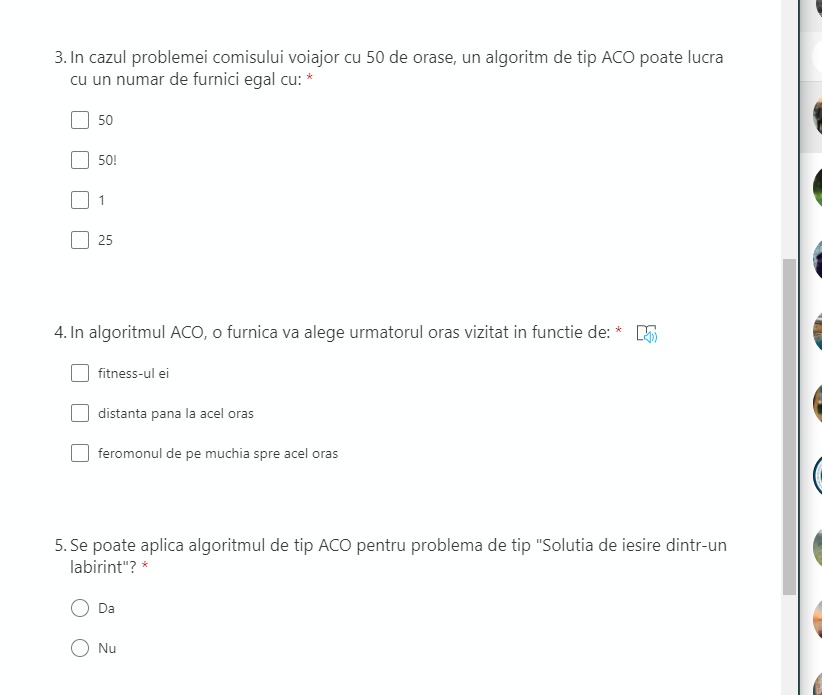 3. In cazul problemei comisului voiajor cu 50 de orase, un algoritm de tip ACO poate lucra
cu un numar de furnici egal cu: *
50
50!
1
25
4. In algoritmul ACO, o furnica va alege urmatorul oras vizitat in functie de: *
fitness-ul ei
distanta pana la acel oras
feromonul de pe muchia spre acel oras
5. Se poate aplica algoritmul de tip ACO pentru problema de tip "Solutia de iesire dintr-un
labirint"? *
Da
Nu